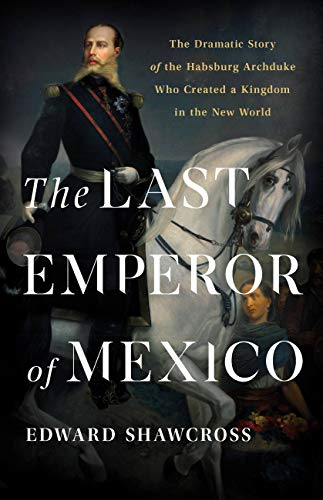 The Dramatic Story
of the Habsburg Archduke
Who Created a Kingdom
in the New World
The LAST
EMPEROR
of MEXICO
EDWARD SHAWCROSS